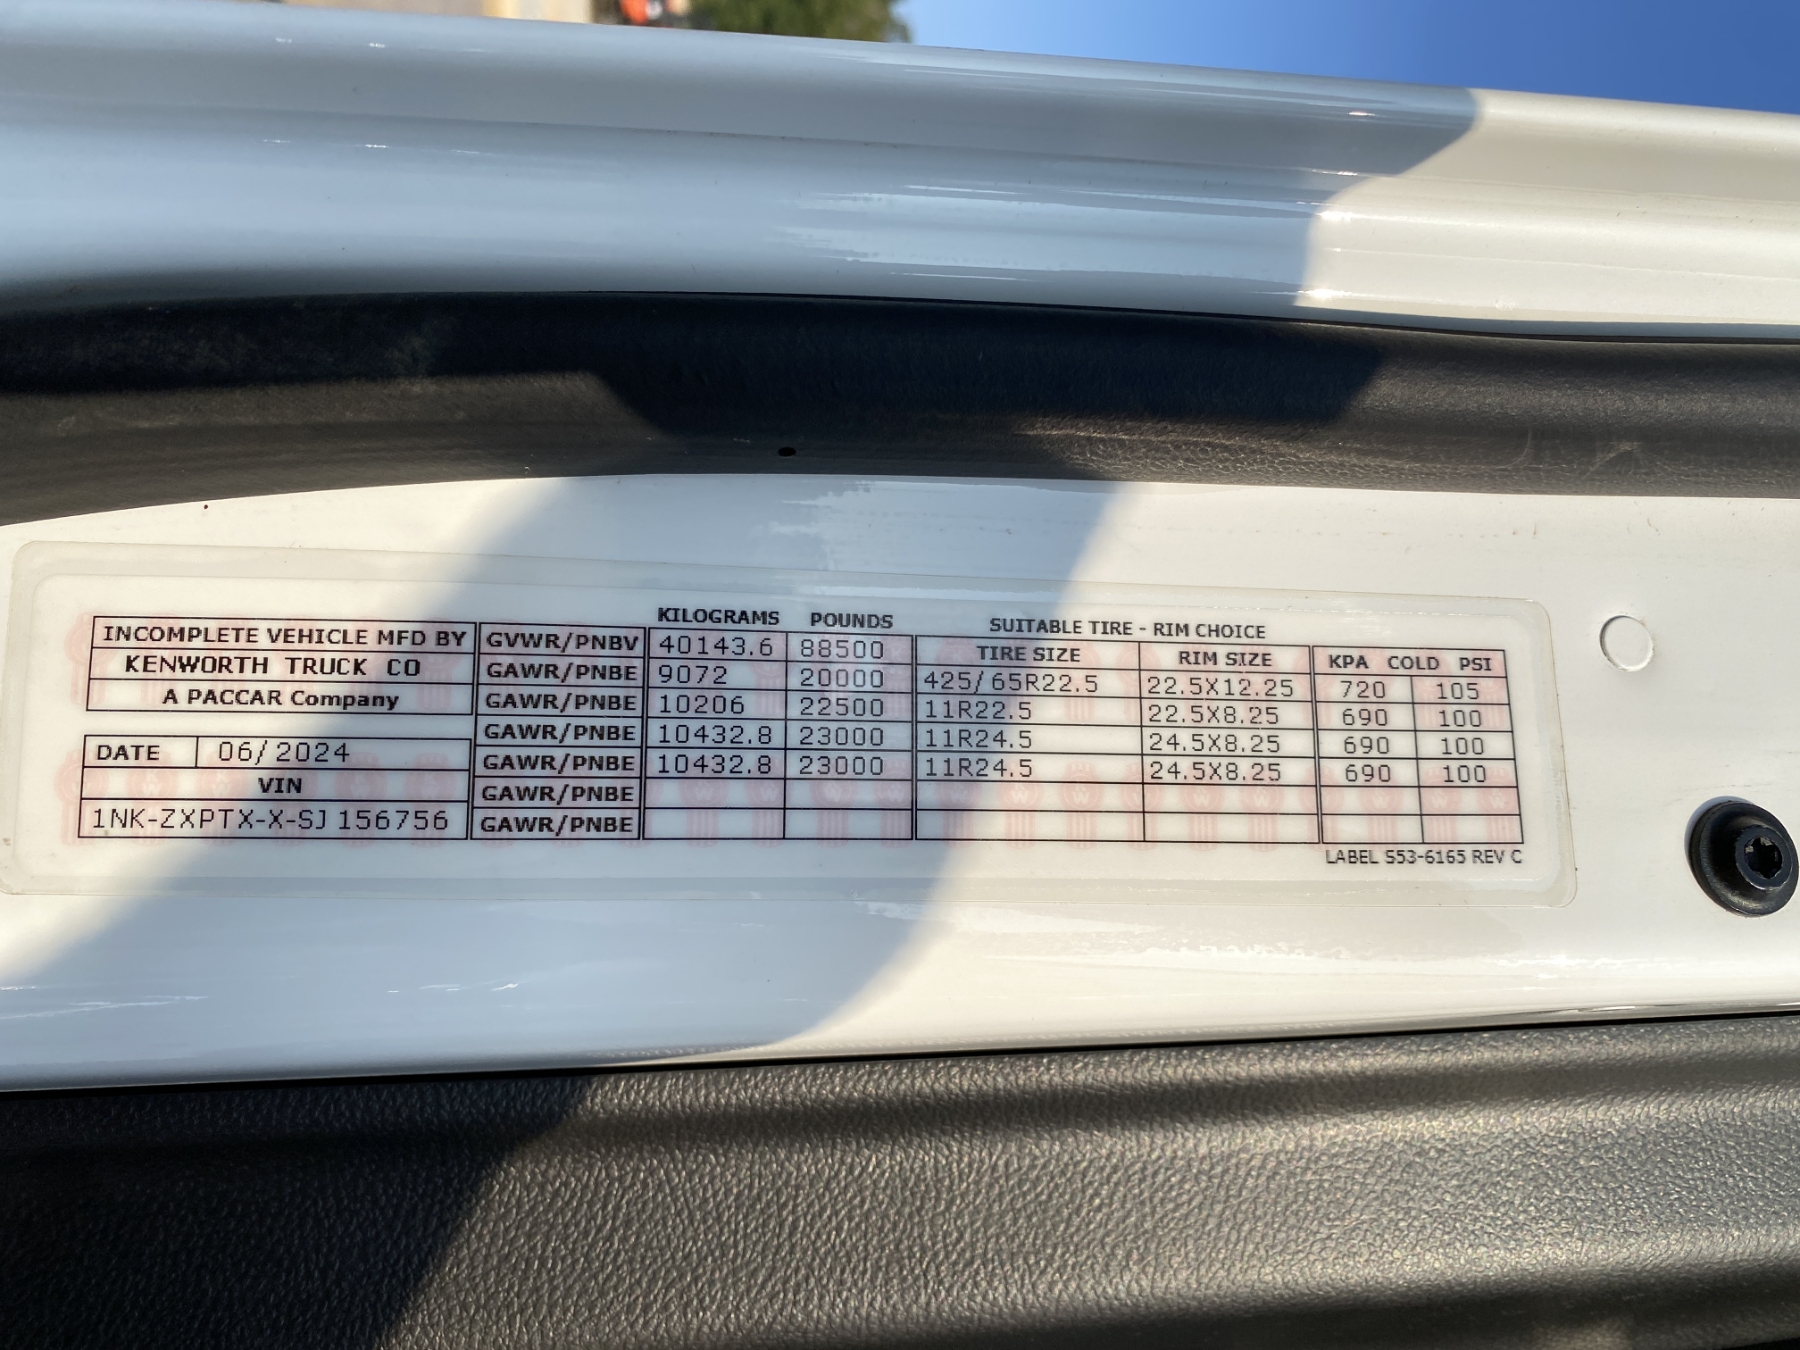 KILOGRAMS POUNDS SUITABLE TIRE - RIM CHOICE
INCOMPLETE VEHICLE MFD BY GVWR/PNBV 40143.6 88500 TIRE SIZE RIM SIZE KPA COLD PSI
KENWORTH TRUCK CO GAWR/PNBE 9072 20000 425/65R22.5 22.5X12.25 720 105
A PACCAR Company GAWR/PNBE 10206 22500 11R22.5 22.5X8.25 690 100
GAWR/PNBE 10432.8 23000 11R24.5 24.5X8.25 690 100
DATE 06/2024 GAWR/PNBE 10432.8 23000 11R24.5 24.5X8.25 690 100
VIN GAWR/PNBE
1NK-ZXPTX-X-SJ156756 GAWR/PNBE
LABEL S53-6165 REV C